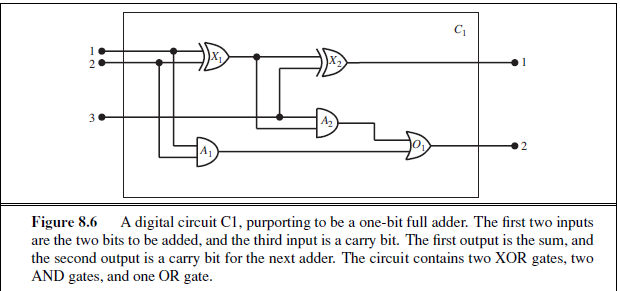 C1
1
X1
X2
1
2
3
A2
A1
O1
2
Figure 8.6 A digital circuit C1, purporting to be a one-bit full adder. The first two inputs
are the two bits to be added, and the third input is a carry bit. The first output is the sum, and
the second output is a carry bit for the next adder. The circuit contains two XOR gates, two
AND gates, and one OR gate.